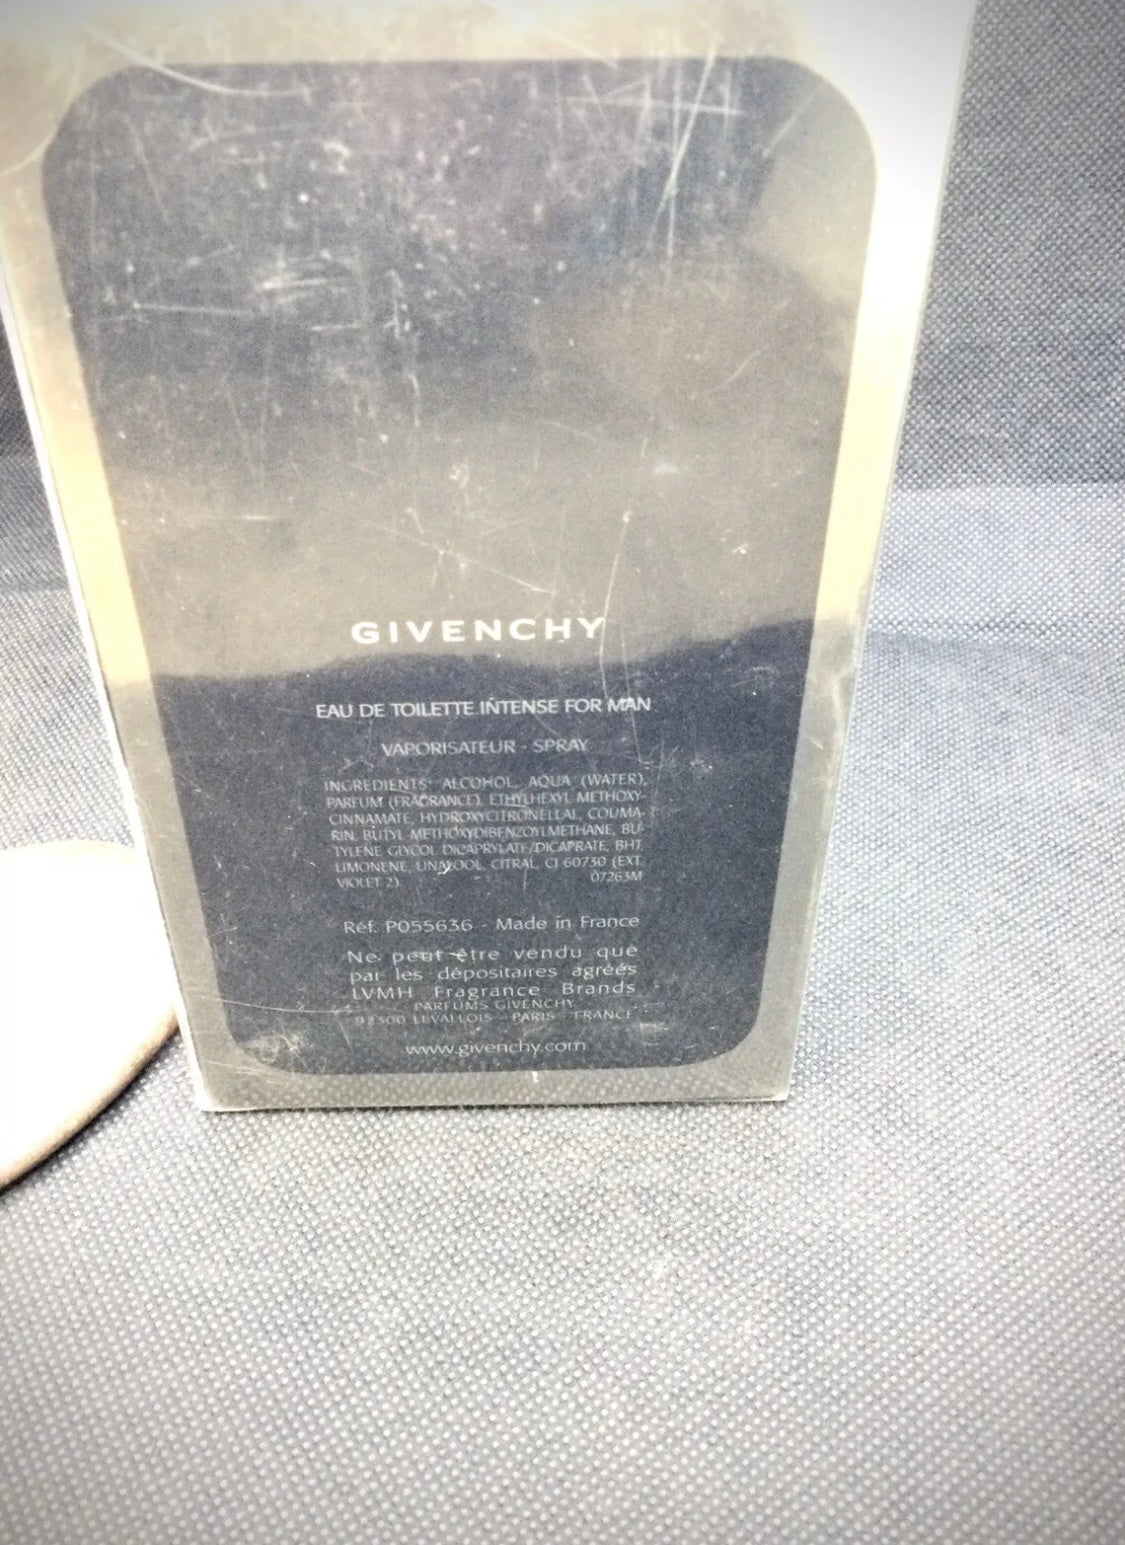 GIVENCHY
EAU DE TOILETTE INTENSE FOR MAN
VAPORISATEUR - SPRAY
INGREDIENTS: ALCOHOL, AQUA (WATER),
PARFUM (FRAGRANCE), ETHYLHEXYL METHOXY-
CINNAMATE, HYDROXYCITRONELLAL, COUMA-
RIN, BUTYL METHOXYDIBENZOYLMETHANE, BU-
TYLENE GLYCOL DICAPRYLATE/DICAPRATE, BHT,
LIMONENE, LINALOOL, CITRAL, CI 60730 (EXT.
VIOLET 2). 07263M
Réf. P055636 - Made in France
Ne peut être vendu que
par les dépositaires agréés
LVMH Fragrance Brands
PARFUMS GIVENCHY
92300 LEVALLOIS - PARIS - FRANCE
www.givenchy.com